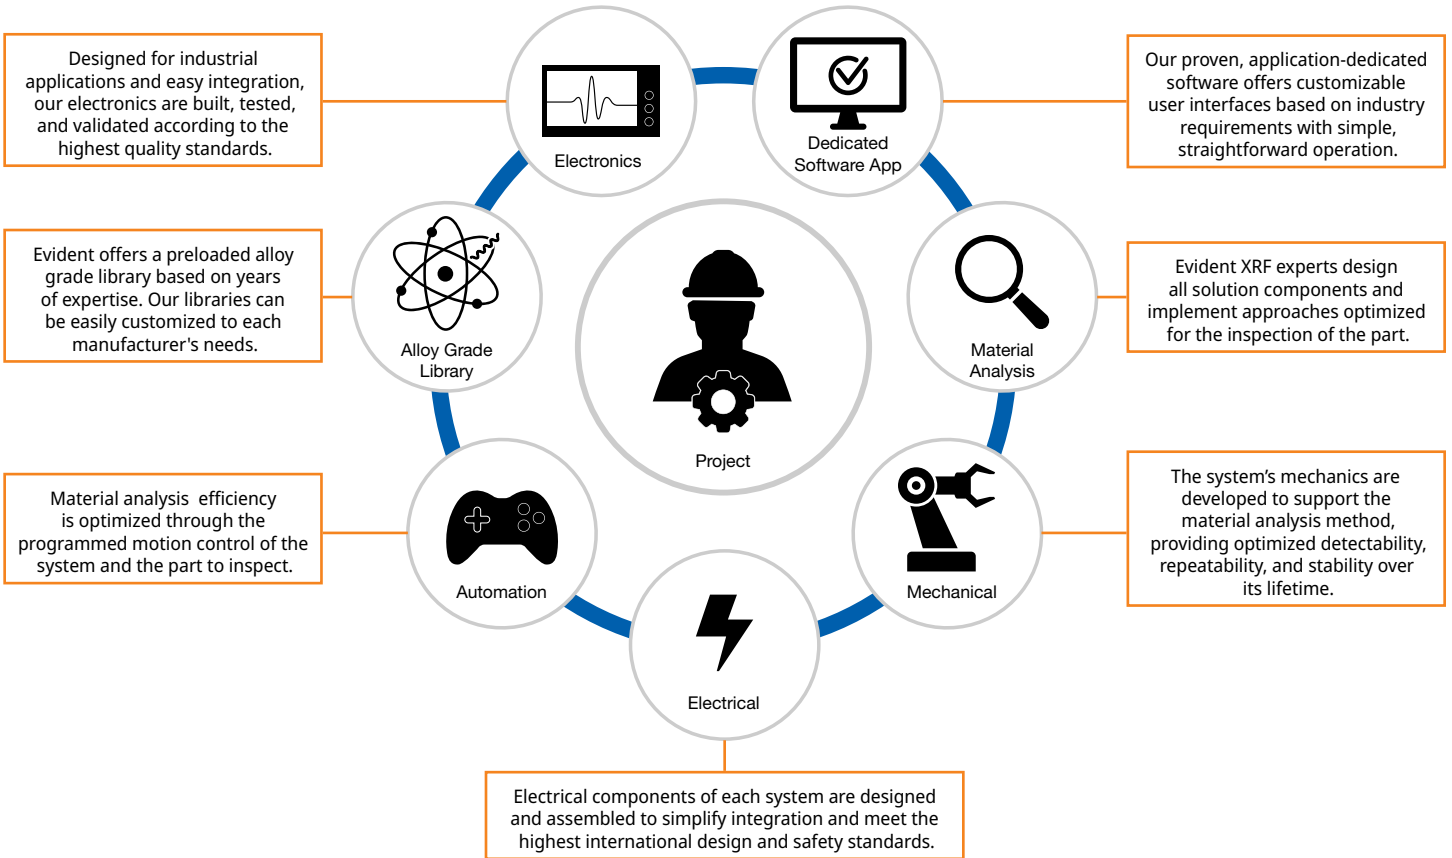 Designed for industrial
applications and easy integration,
our electronics are built, tested,
and validated according to the
highest quality standards.
Electronics
Dedicated
Software App
Our proven, application-dedicated
software offers customizable
user interfaces based on industry
requirements with simple,
straightforward operation.
Evident offers a preloaded alloy
grade library based on years
of expertise. Our libraries can
be easily customized to each
manufacturer's needs.
Alloy Grade
Library
Project
Material
Analysis
Evident XRF experts design
all solution components and
implement approaches optimized
for the inspection of the part.
Material analysis efficiency
is optimized through the
programmed motion control of the
system and the part to inspect.
Automation
Electrical
Mechanical
The system’s mechanics are
developed to support the
material analysis method,
providing optimized detectability,
repeatability, and stability over
its lifetime.
Electrical components of each system are designed
and assembled to simplify integration and meet the
highest international design and safety standards.